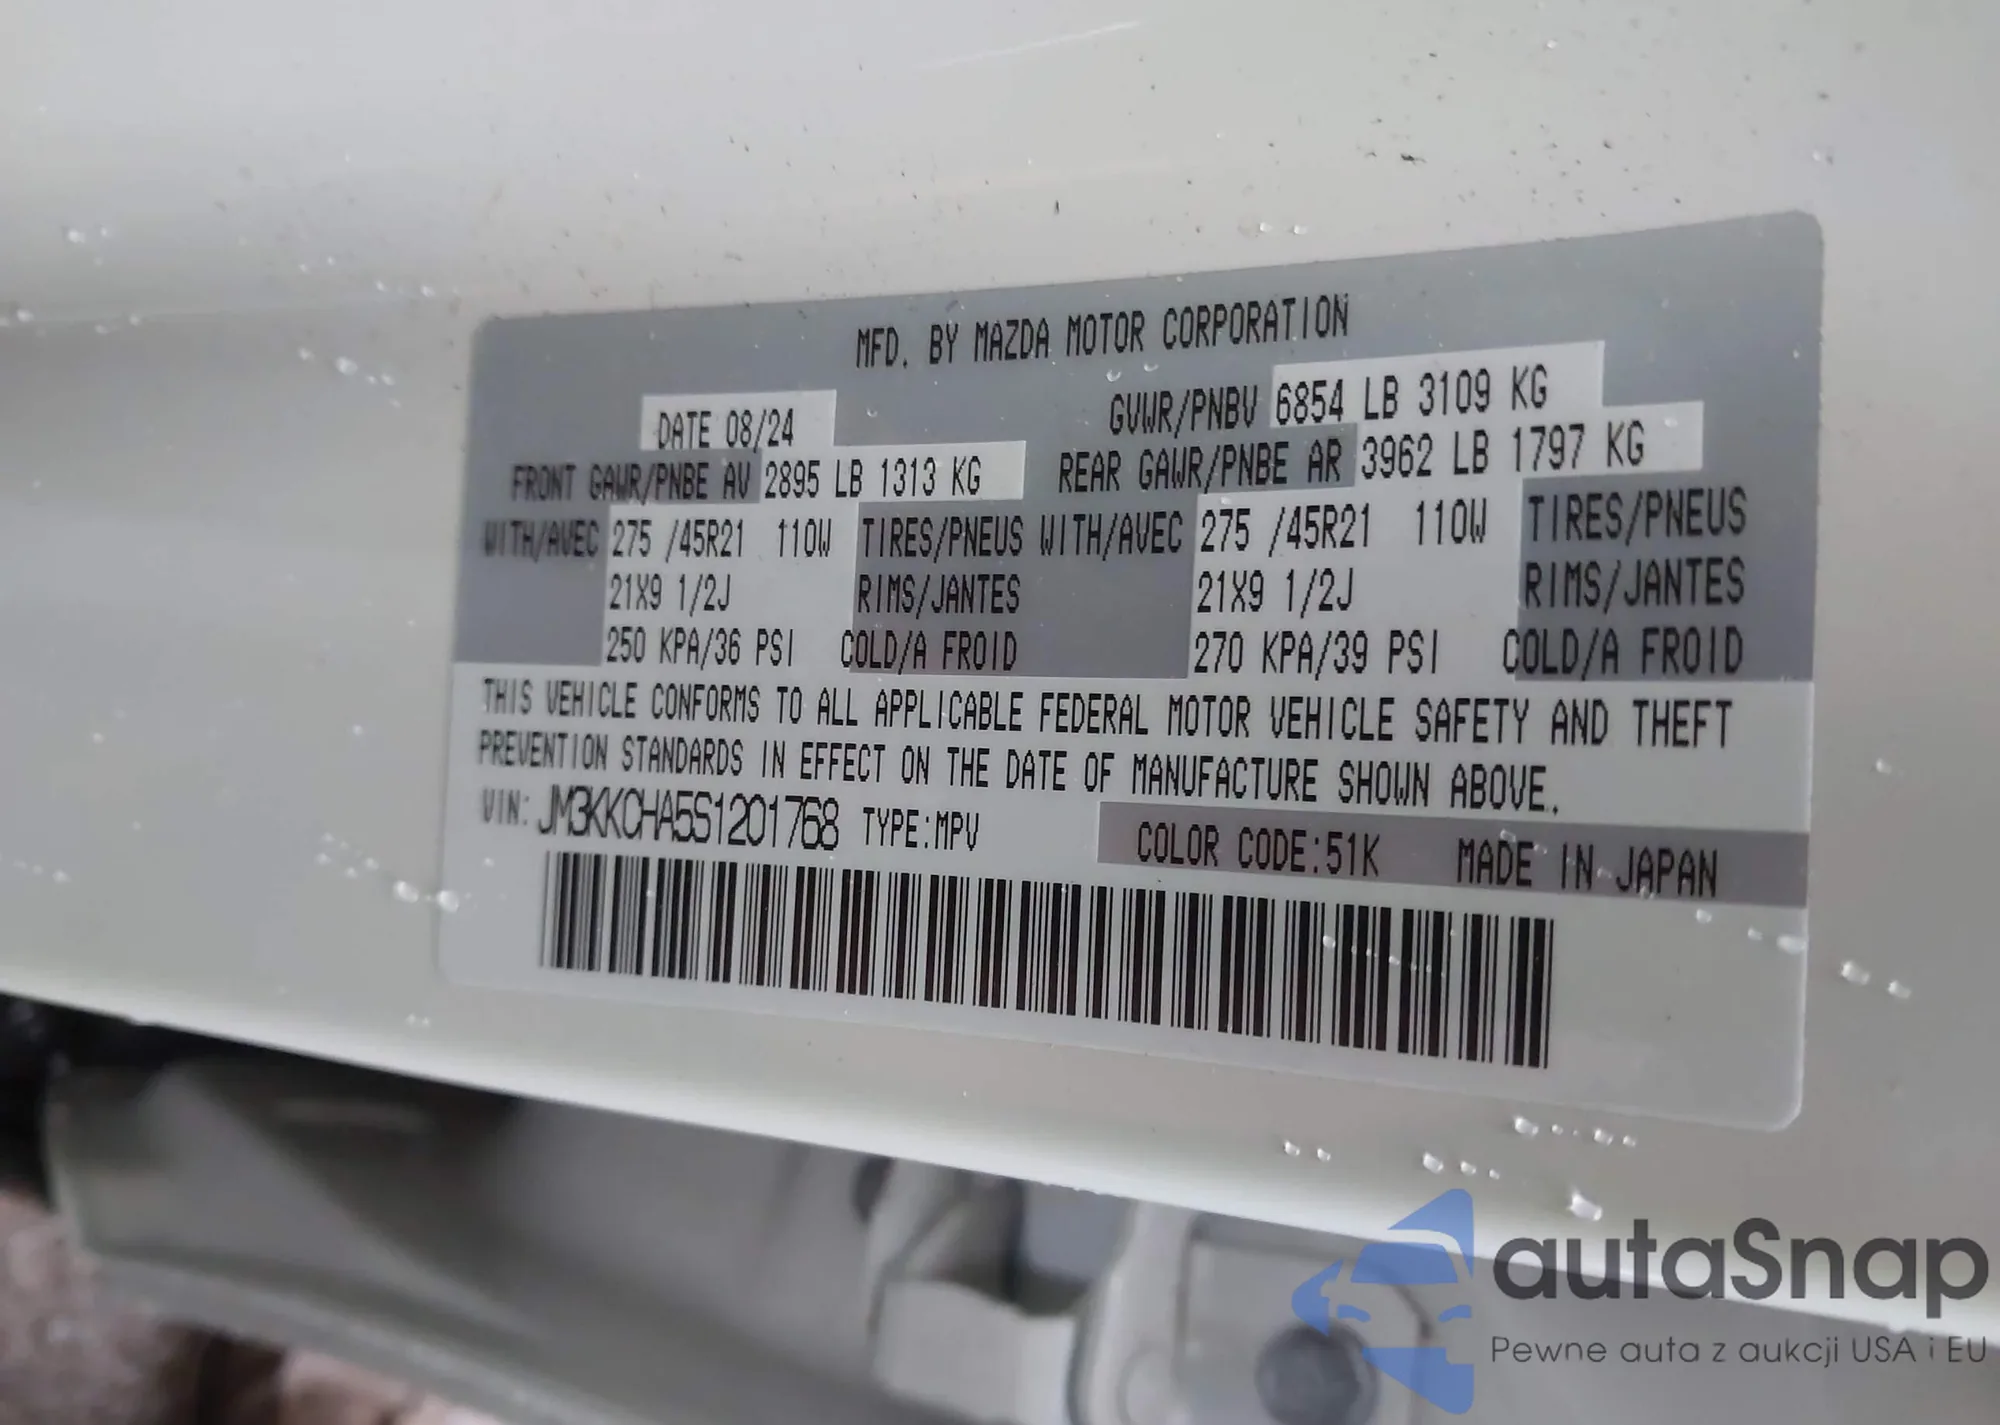 MFD. BY MAZDA MOTOR CORPORATION
DATE 08/24 GVWR/PNBV 6854 LB 3109 KG
FRONT GAWR/PNBE AV 2895 LB 1313 KG REAR GAWR/PNBE AR 3962 LB 1797 KG
WITH/AVEC 275 /45R21 110W TIRES/PNEUS WITH/AVEC 275 /45R21 110W TIRES/PNEUS
21X9 1/2J RIMS/JANTES 21X9 1/2J RIMS/JANTES
250 KPA/36 PSI COLD/A FROID 270 KPA/39 PSI COLD/A FROID
THIS VEHICLE CONFORMS TO ALL APPLICABLE FEDERAL MOTOR VEHICLE SAFETY AND THEFT
PREVENTION STANDARDS IN EFFECT ON THE DATE OF MANUFACTURE SHOWN ABOVE.
VIN: JM3KKCHA5S1201768 TYPE:MPV COLOR CODE:51K MADE IN JAPAN
autaSnap
Pewne auta z aukcji USA i EU